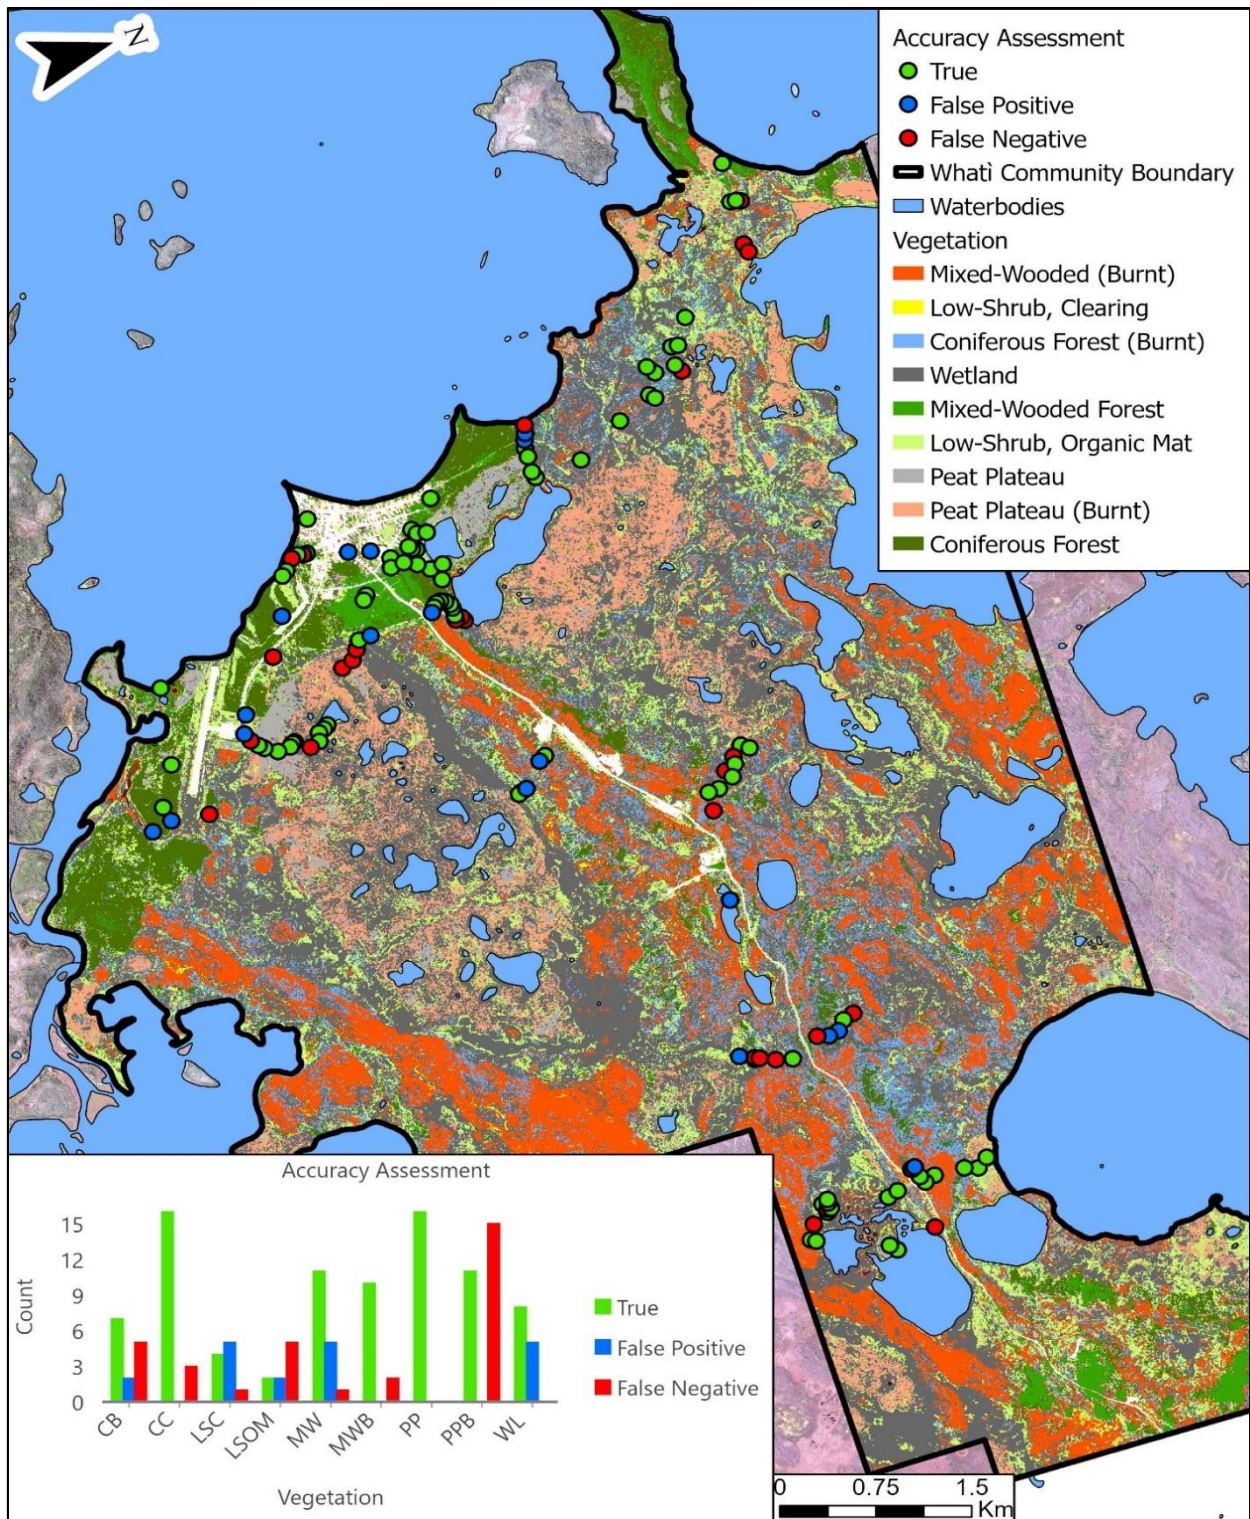 N
Accuracy Assessment
True
False Positive
False Negative
Whatì Community Boundary
Waterbodies
Vegetation
Mixed-Wooded (Burnt)
Low-Shrub, Clearing
Coniferous Forest (Burnt)
Wetland
Mixed-Wooded Forest
Low-Shrub, Organic Mat
Peat Plateau
Peat Plateau (Burnt)
Coniferous Forest
Accuracy Assessment
15
12
9
6
3
0
Count
CB CC LSC LSOM MW MWB PP PPB WL
Vegetation
True
False Positive
False Negative
0 0.75 1.5
Km